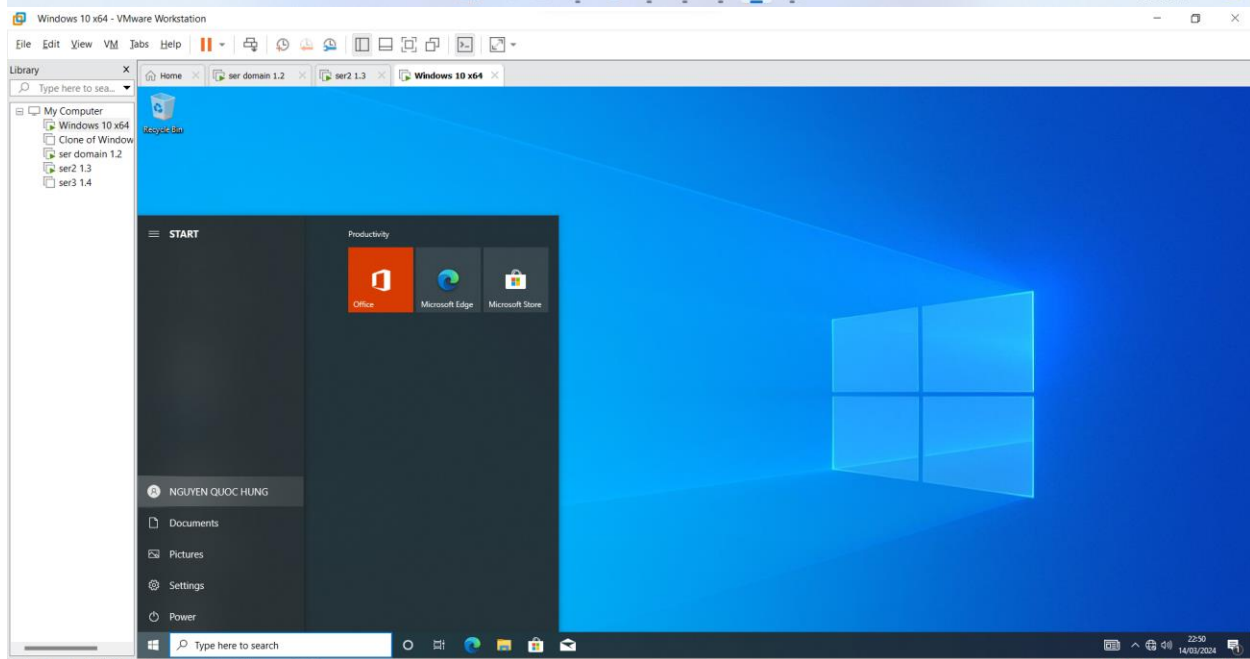 Windows 10 x64 - VMware Workstation
File Edit View VM Tabs Help
Library X
Type here to sea...
Home
ser domain 1.2
ser2 1.3
Windows 10 x64
My Computer
Windows 10 x64
Clone of Window
ser domain 1.2
ser2 1.3
ser3 1.4
Recycle Bin
START
Productivity
Office
Microsoft Edge
Microsoft Store
NGUYEN QUOC HUNG
Documents
Pictures
Settings
Power
Type here to search
22:50
14/03/2024